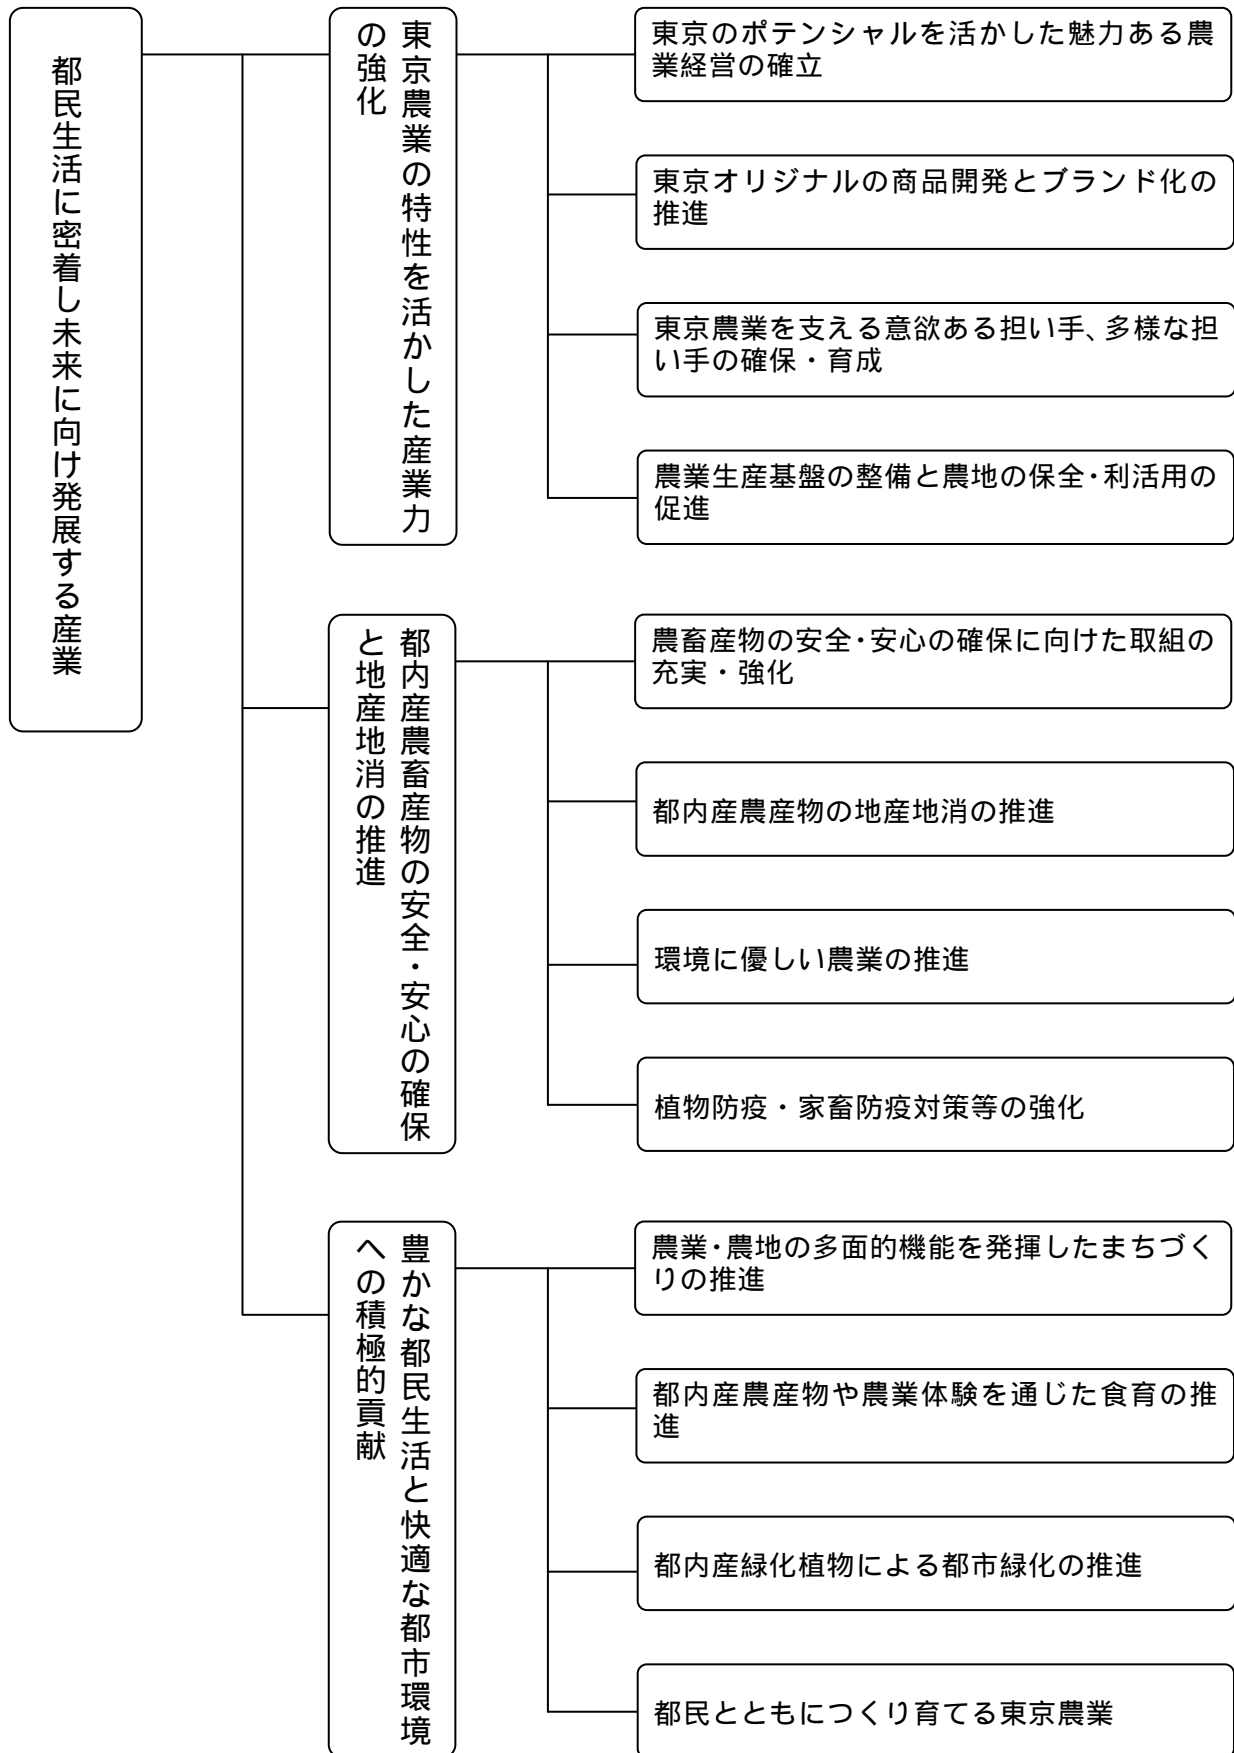 都民生活に密着し未来に向け発展する産業
東京農業の特性を活かした産業力
の強化
東京のポテンシャルを活かした魅力ある農
業経営の確立
東京オリジナルの商品開発とブランド化の
推進
東京農業を支える意欲ある担い手、多様な担
い手の確保・育成
農業生産基盤の整備と農地の保全・利活用の
促進
都内産農畜産物の安全・安心の確保
と地産地消の推進
農畜産物の安全・安心の確保に向けた取組の
充実・強化
都内産農産物の地産地消の推進
環境に優しい農業の推進
植物防疫・家畜防疫対策等の強化
豊かな都民生活と快適な都市環境
への積極的貢献
農業・農地の多面的機能を発揮したまちづく
りの推進
都内産農産物や農業体験を通じた食育の推
進
都内産緑化植物による都市緑化の推進
都民とともにつくり育てる東京農業